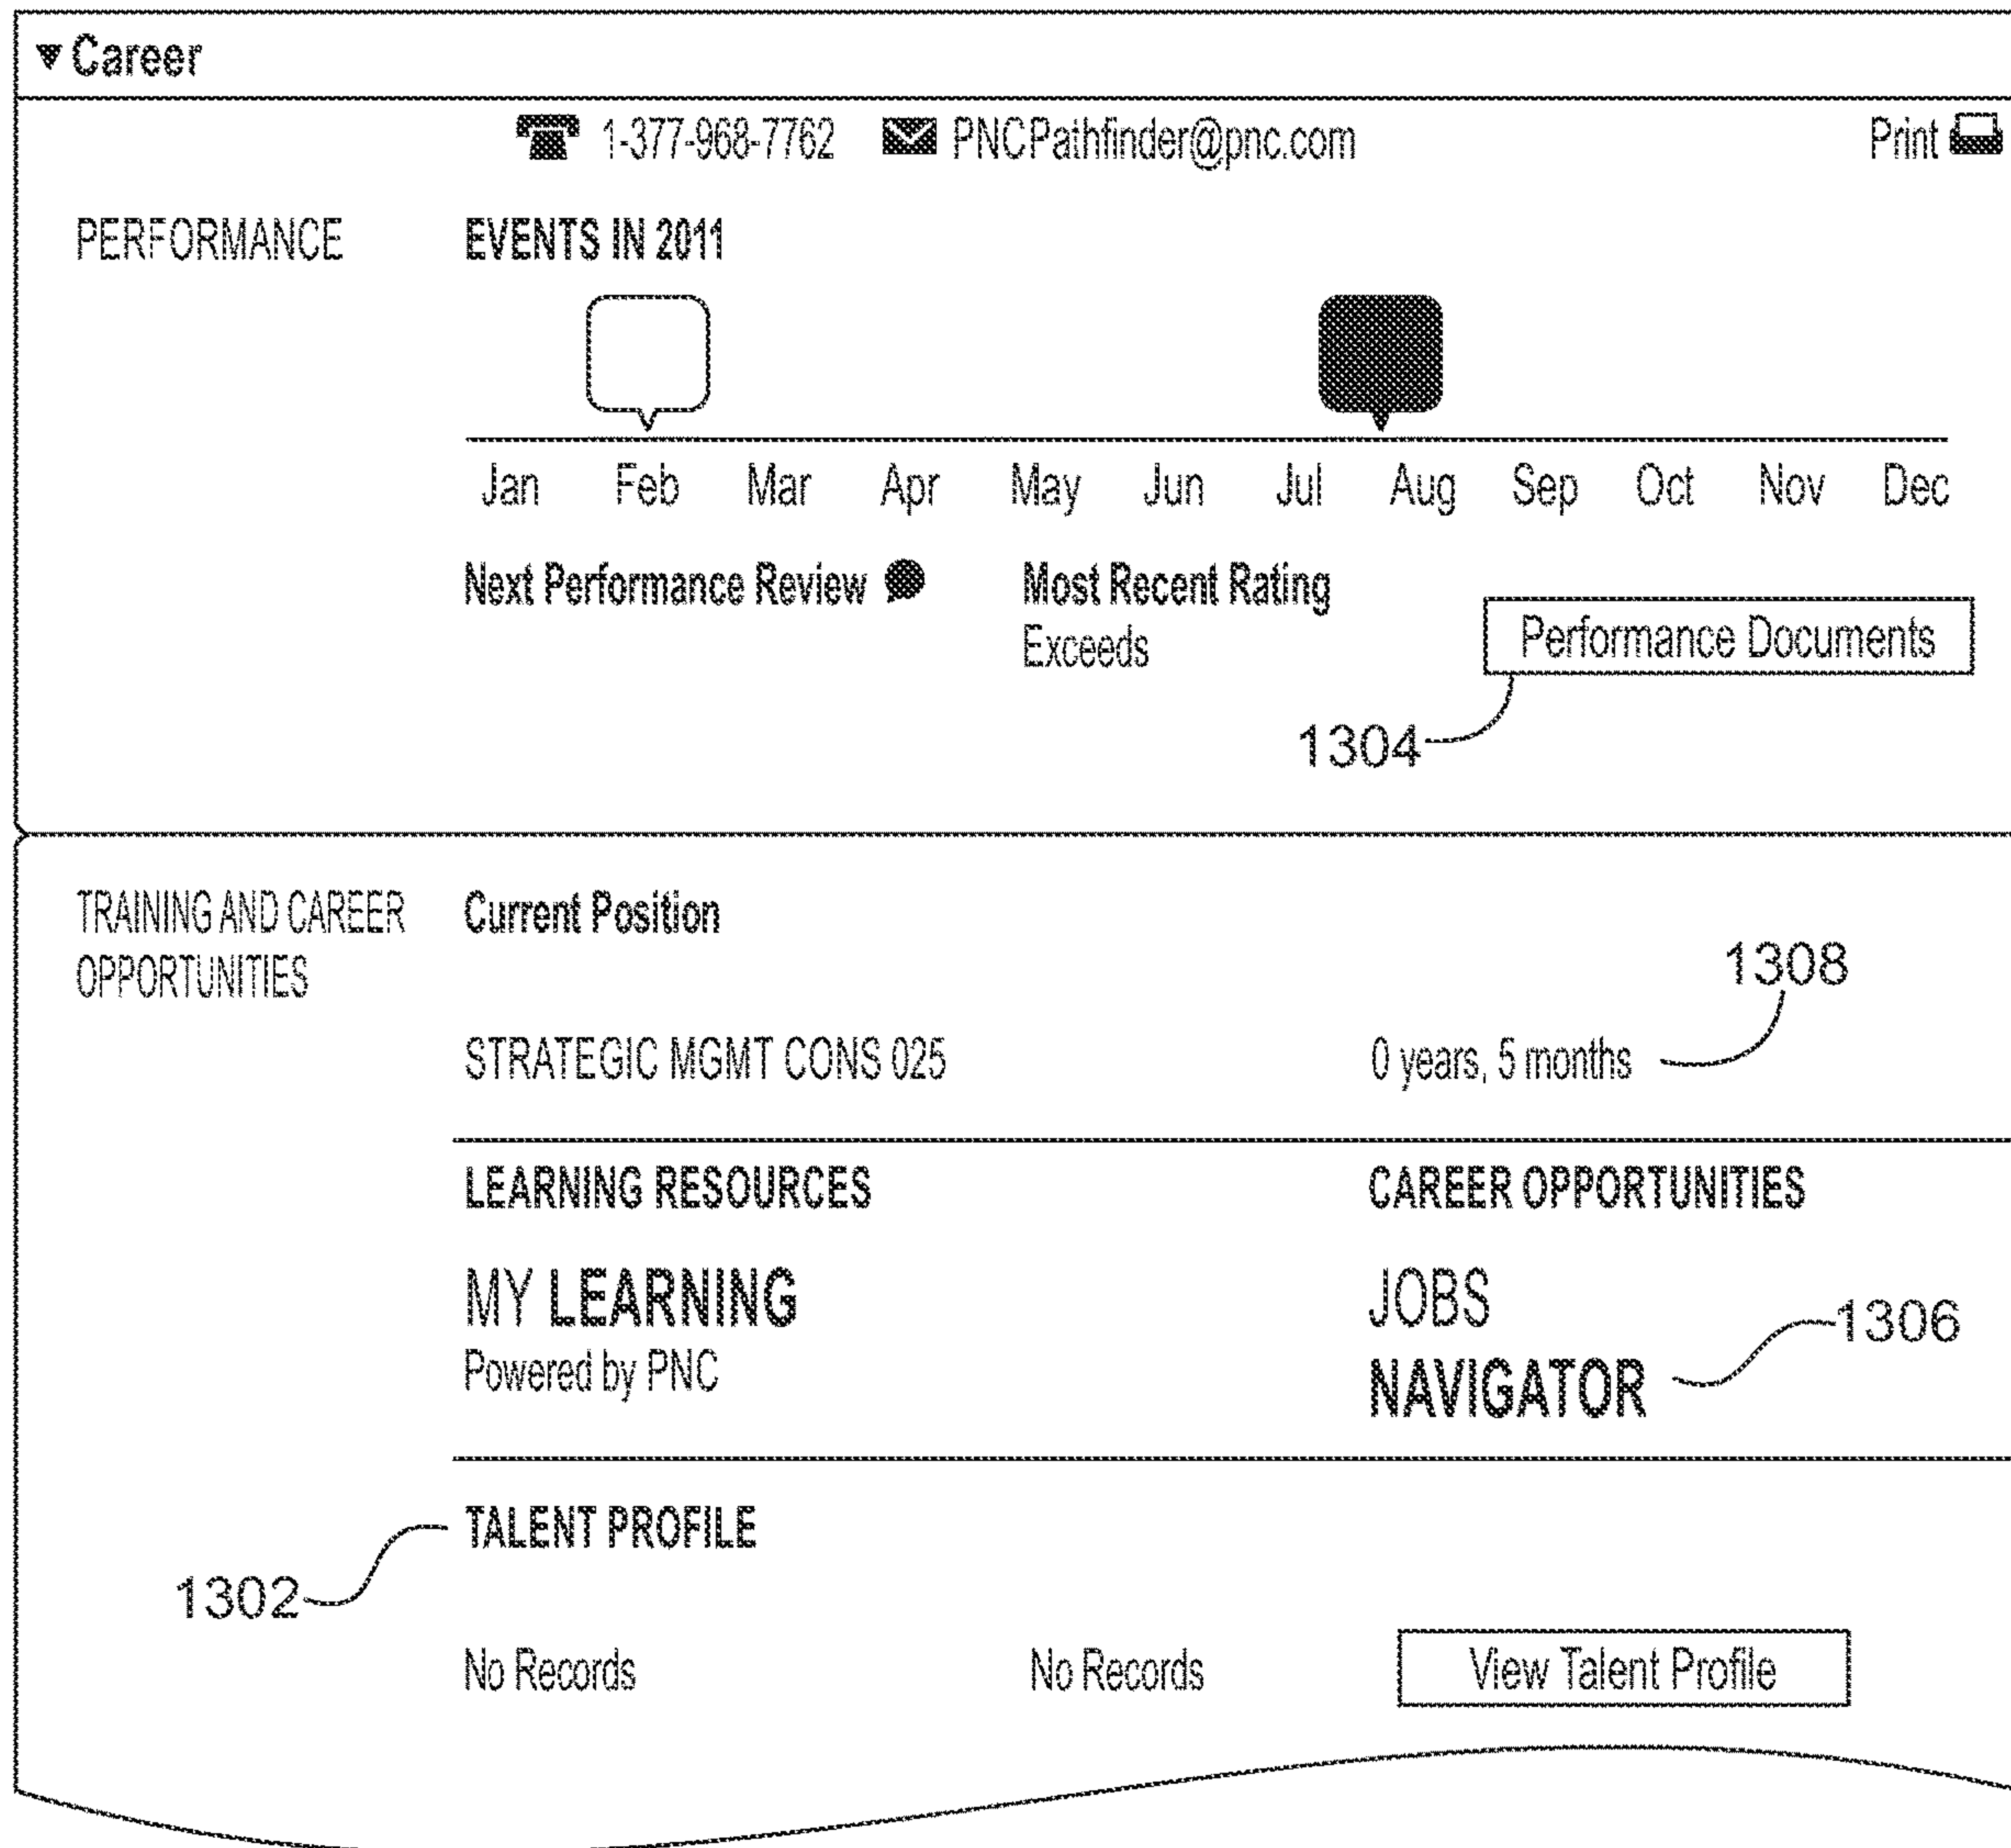 ▼ Career
1-377-968-7762 PNCPathfinder@pnc.com Print
PERFORMANCE EVENTS IN 2011
Jan Feb Mar Apr May Jun Jul Aug Sep Oct Nov Dec
Next Performance Review Most Recent Rating
Exceeds Performance Documents
1304
TRAINING AND CAREER Current Position
OPPORTUNITIES
1308
STRATEGIC MGMT CONS 025 0 years, 5 months
LEARNING RESOURCES CAREER OPPORTUNITIES
MY LEARNING JOBS
1306
Powered by PNC NAVIGATOR
TALENT PROFILE
1302
No Records No Records View Talent Profile